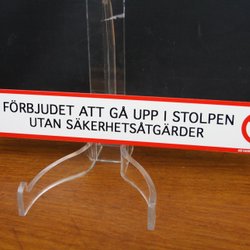 FÖRBJUDET ATT GÅ UPP I STOLPEN
UTAN SÄKERHETSÅTGÄRDER